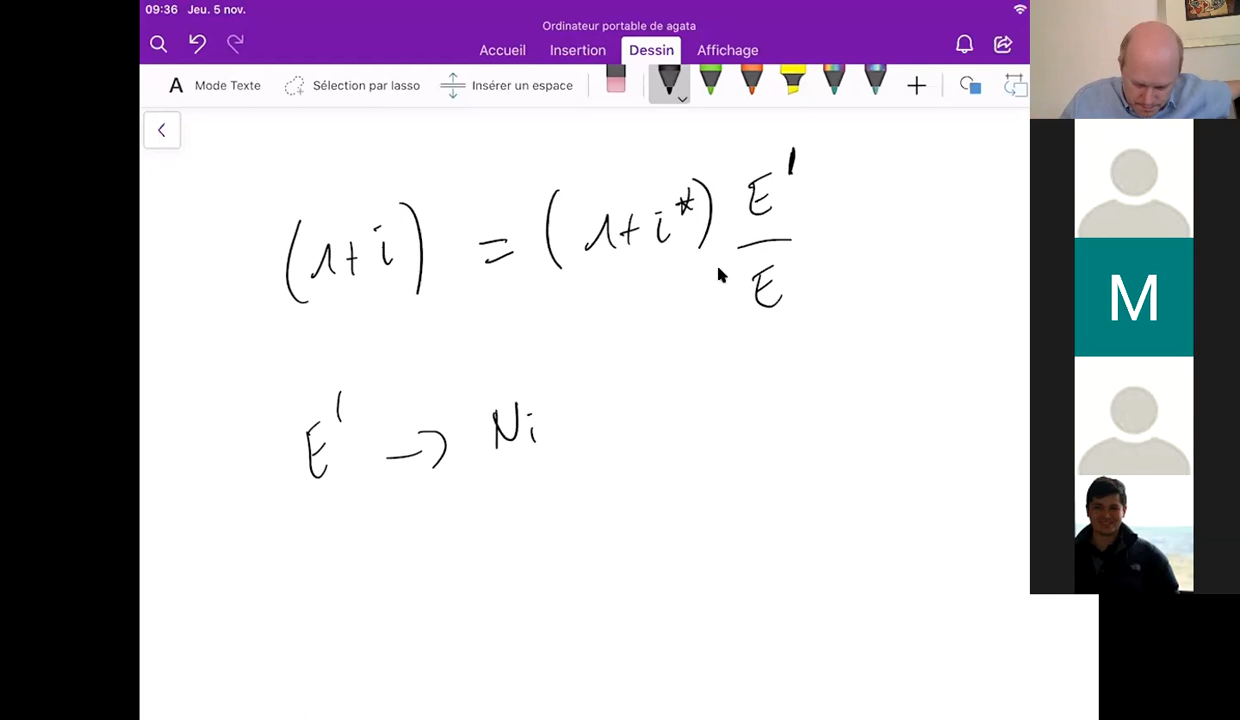 09:36 Jeu. 5 nov.
Ordinateur portable de agata
Accueil Insertion Dessin Affichage
A Mode Texte Sélection par lasso Insérer un espace
(1+i) = (1+i*) E'/E
M
E' → Ni